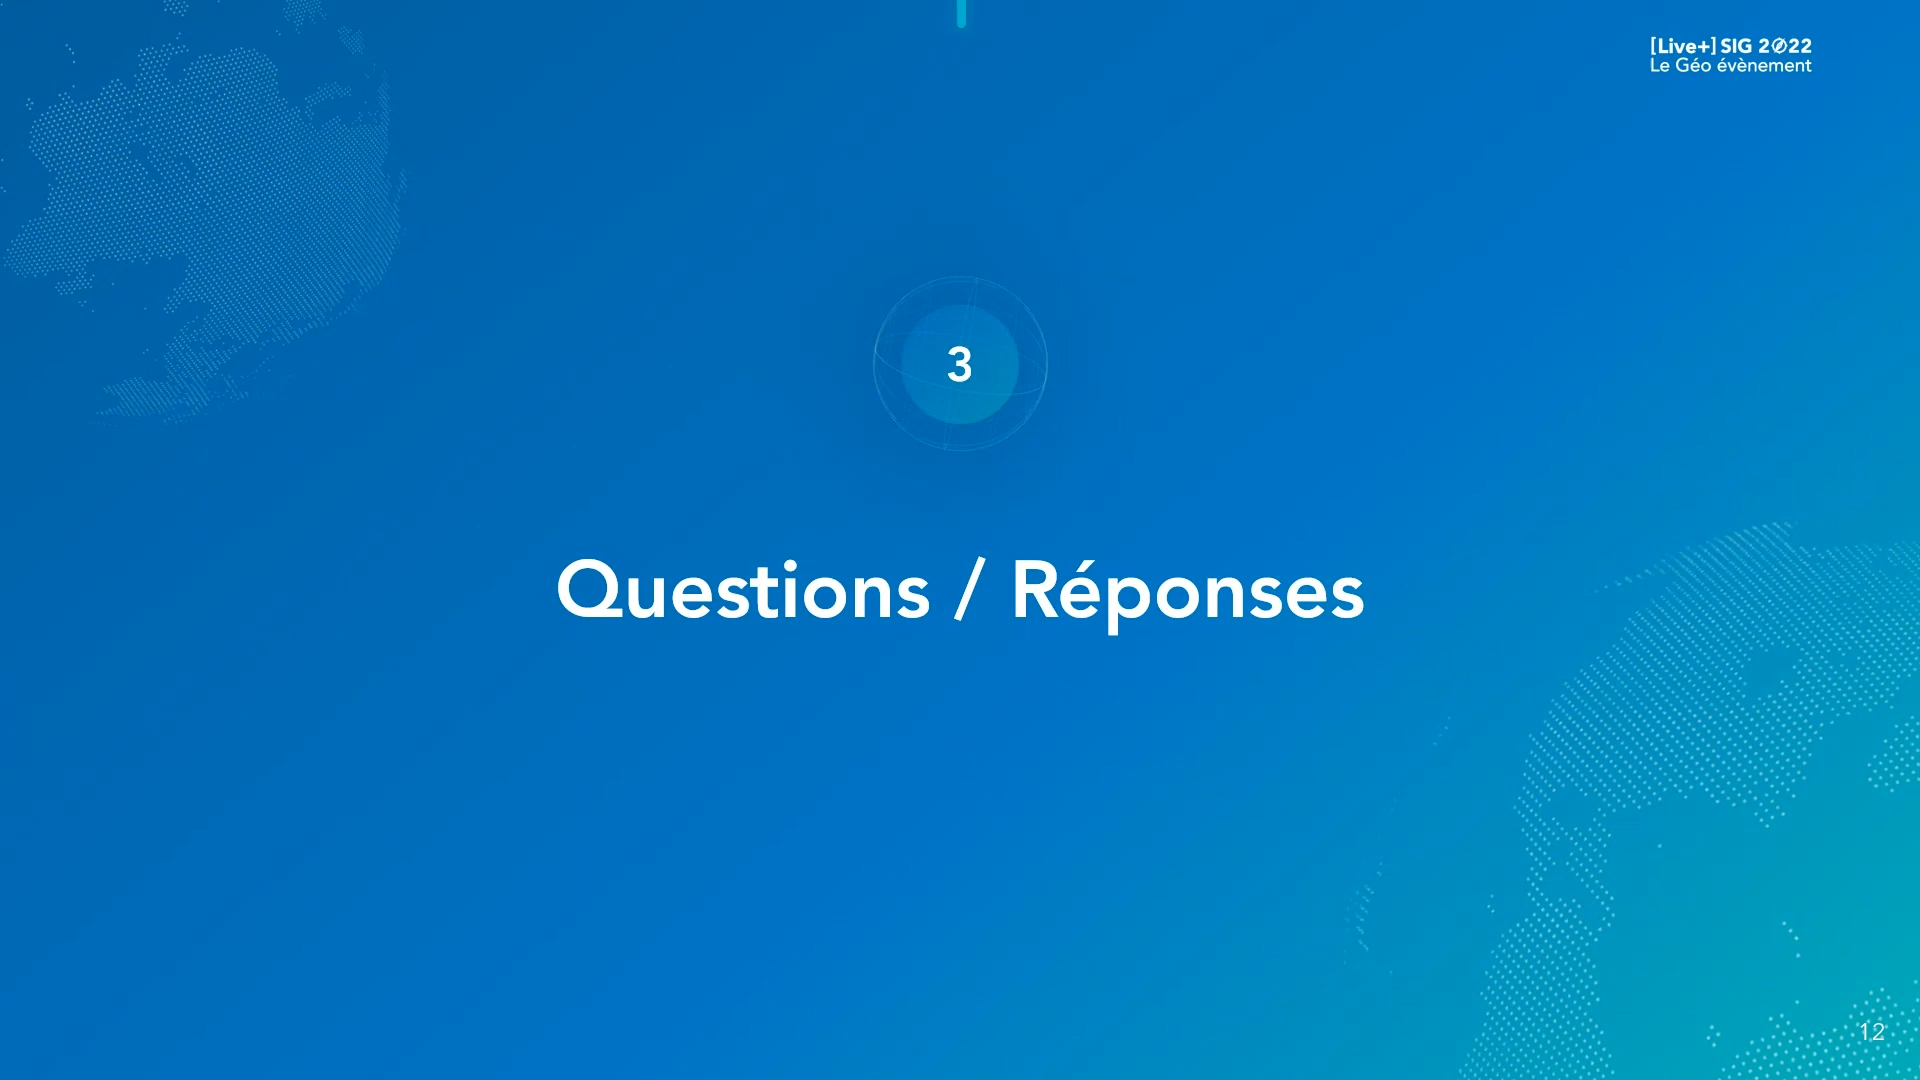 [Live+] SIG 2022
Le Géo évènement
3
Questions / Réponses
12